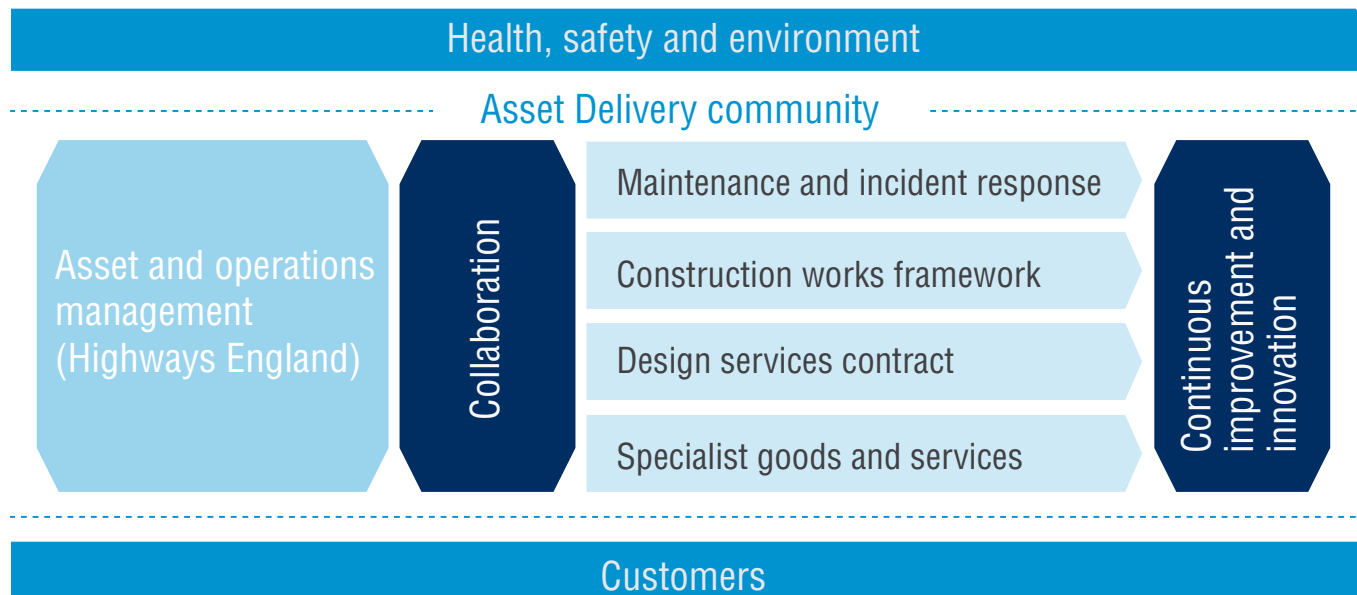 Health, safety and environment
Asset Delivery community
Asset and operations
management
(Highways England)
Collaboration
Maintenance and incident response
Construction works framework
Design services contract
Specialist goods and services
Continuous
improvement and
innovation
Customers